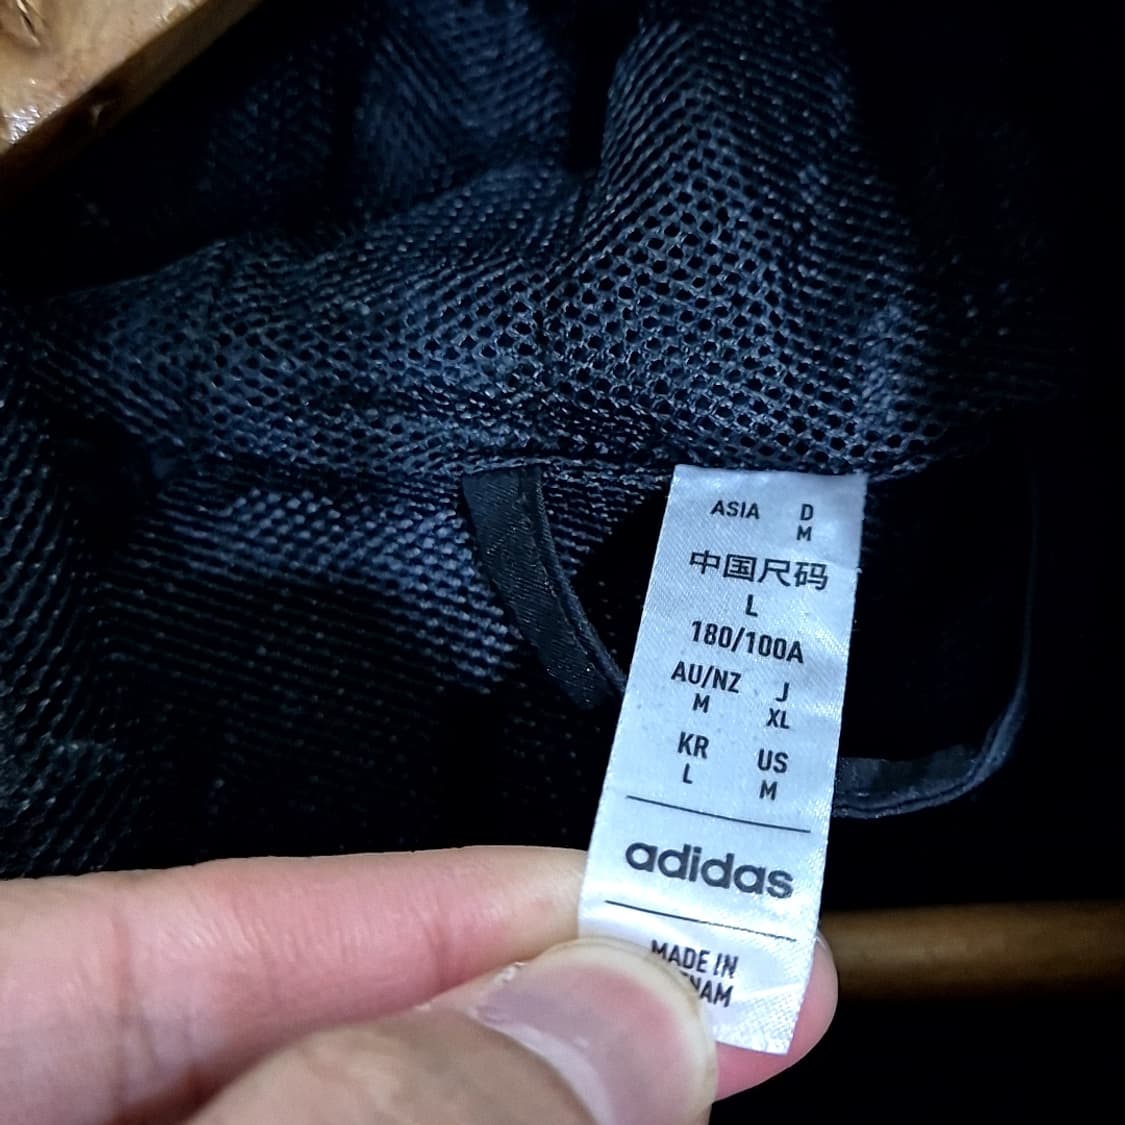 ASIA D
M
中国尺码
L
180/100A
AU/NZ J
M XL
KR US
L M
adidas
MADE IN